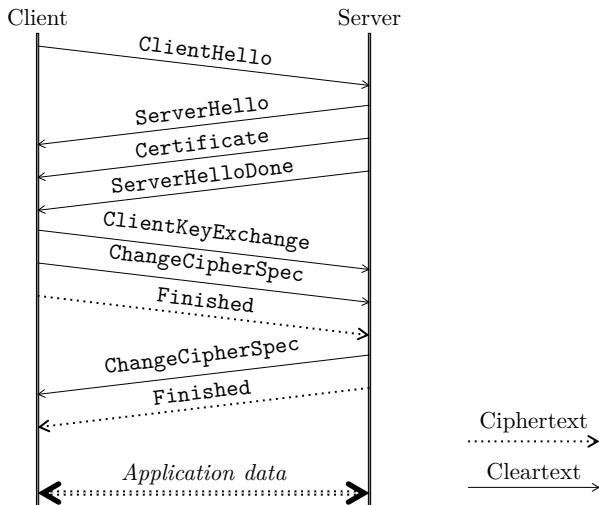 Client
Server
ClientHello
ServerHello
Certificate
ServerHelloDone
ClientKeyExchange
ChangeCipherSpec
Finished
ChangeCipherSpec
Finished
Application data
Ciphertext
Cleartext